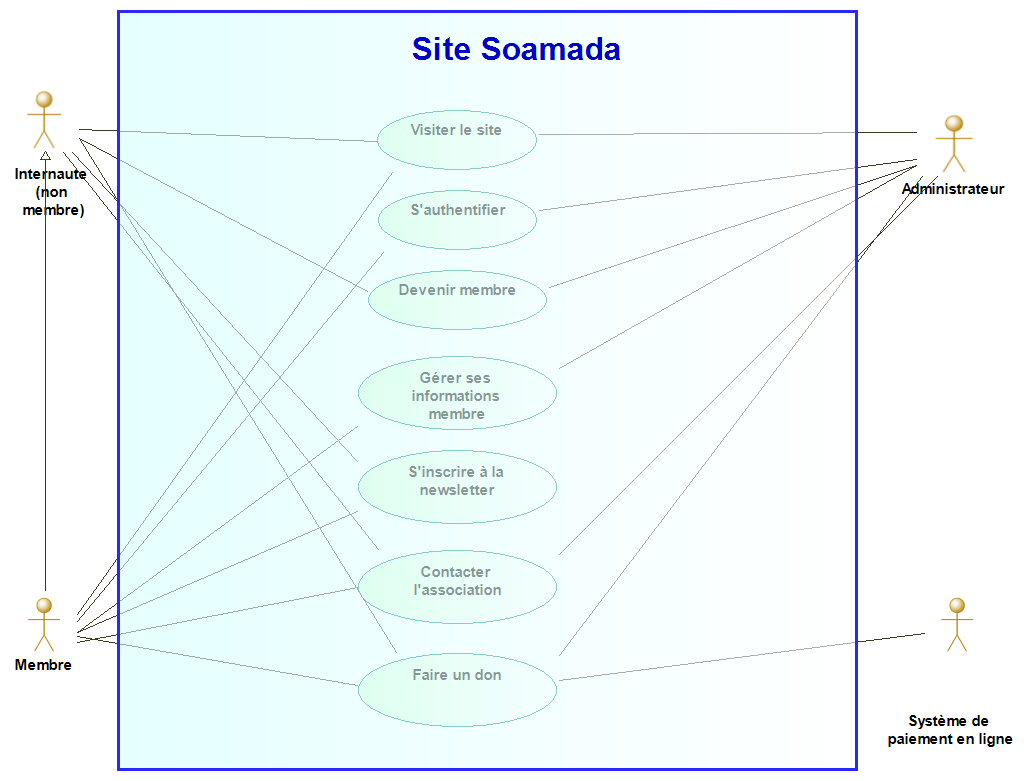 Site Soamada
Visiter le site
Internaute
(non
membre)
Administrateur
S'authentifier
Devenir membre
Gérer ses
informations
membre
S'inscrire à la
newsletter
Contacter
l'association
Membre
Faire un don
Système de
paiement en ligne